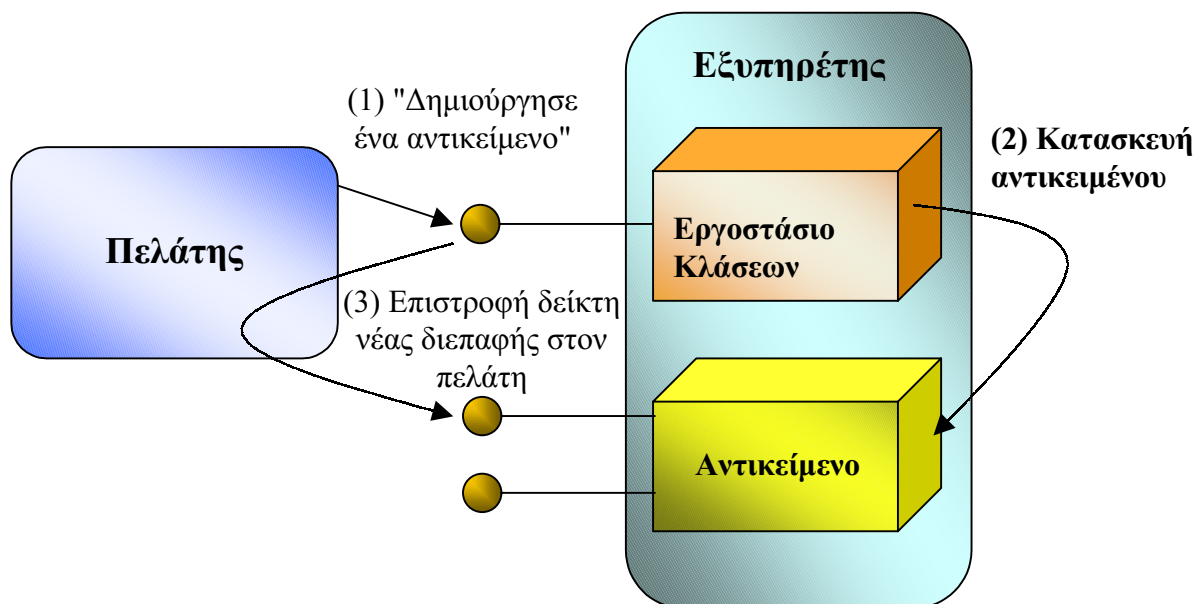 Εξυπηρέτης
(1) "Δημιούργησε
ένα αντικείμενο"
(2) Κατασκευή
αντικειμένου
Πελάτης
Εργοστάσιο
Κλάσεων
(3) Επιστροφή δείκτη
νέας διεπαφής στον
πελάτη
Αντικείμενο